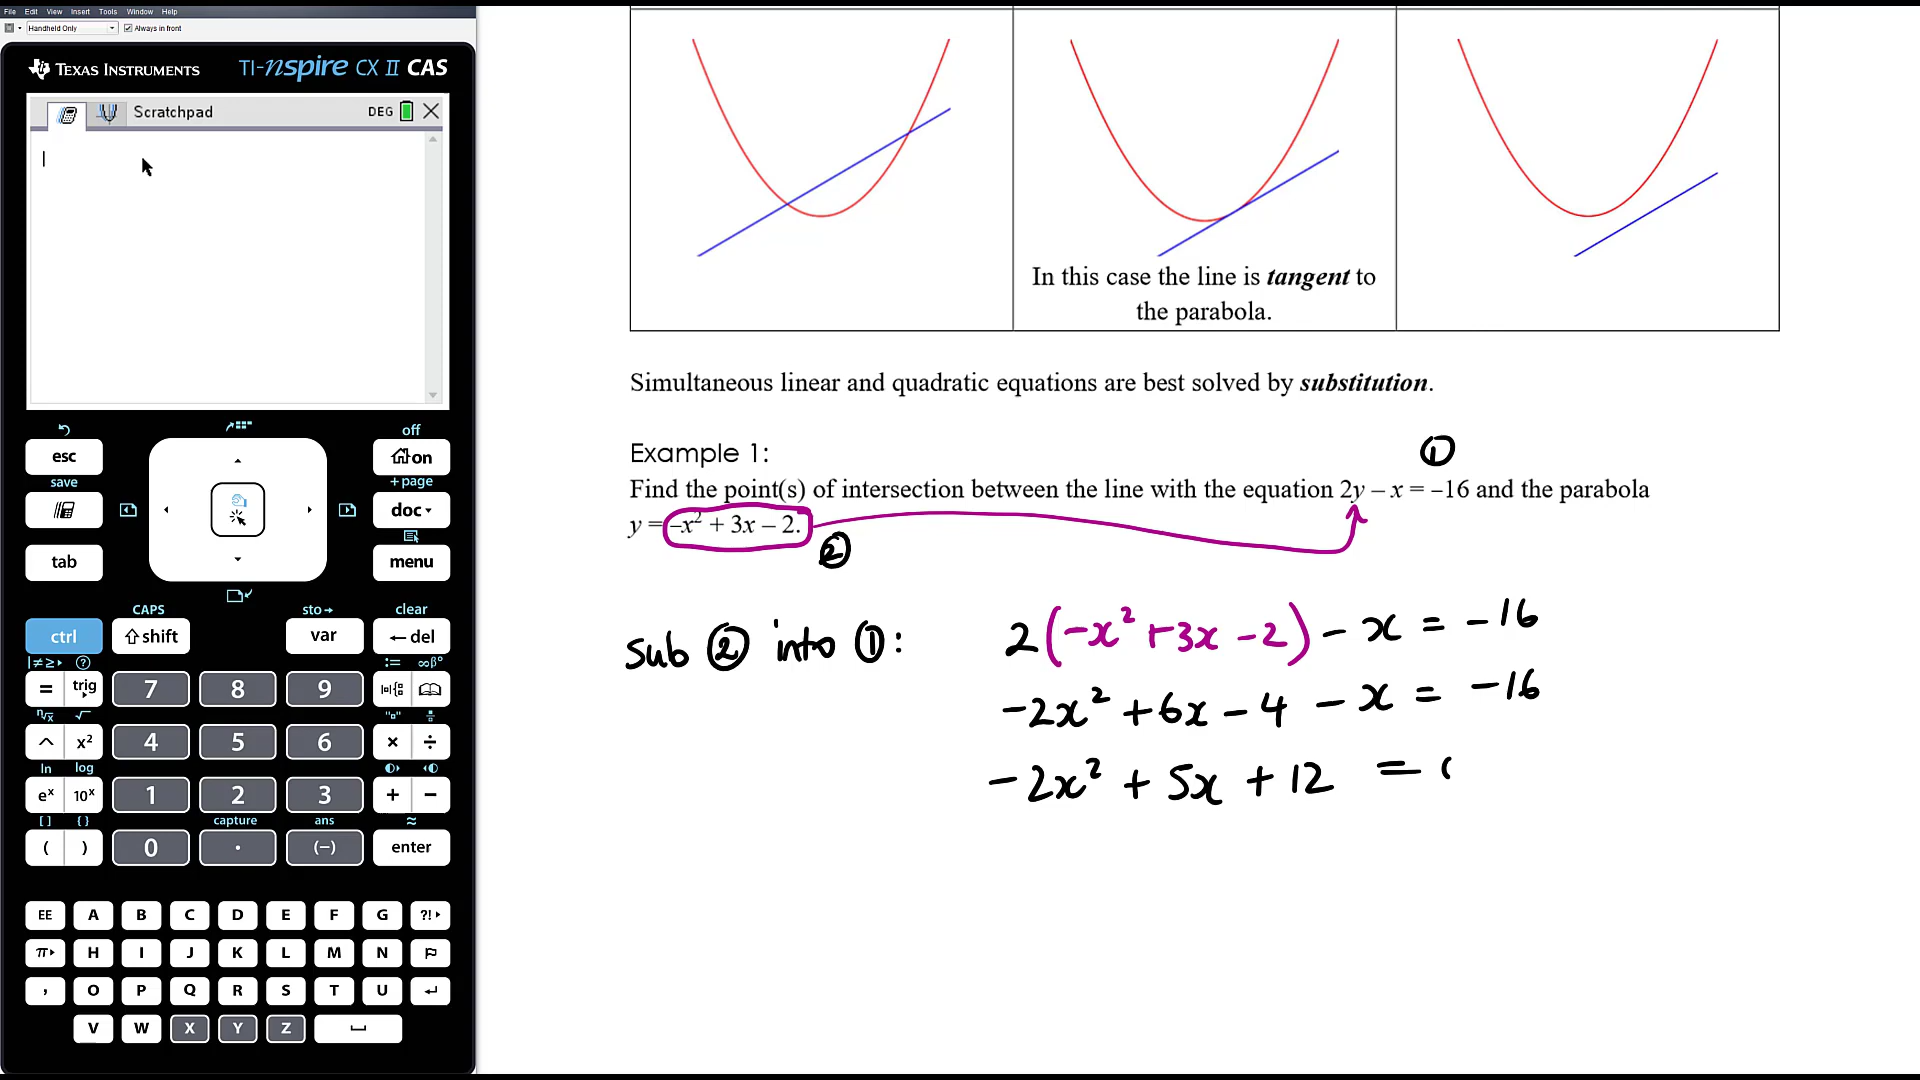 File Edit View Insert Tools Window Help
Handheld Only Always in front
TEXAS INSTRUMENTS TI-nspire CX II CAS
Scratchpad DEG
In this case the line is tangent to
the parabola.
Simultaneous linear and quadratic equations are best solved by substitution.
Example 1:
①
Find the point(s) of intersection between the line with the equation 2y – x = –16 and the parabola
y = –x² + 3x – 2.
②
sub ② into ①: 2(-x² + 3x - 2) - x = -16
-2x² + 6x - 4 - x = -16
-2x² + 5x + 12 = (
off
esc on
save +page
doc
tab menu
CAPS sto→ clear
ctrl shift var ←del
|≠≥▸ ? := ∞β°
= trig 7 8 9
ⁿ√x √ "▫"
^ x² 4 5 6 × ÷
ln log
eˣ 10ˣ 1 2 3 + −
[ ] { } capture ans ≈
( ) 0 . (−) enter
EE A B C D E F G ?!▸
π▸ H I J K L M N
, O P Q R S T U
V W X Y Z